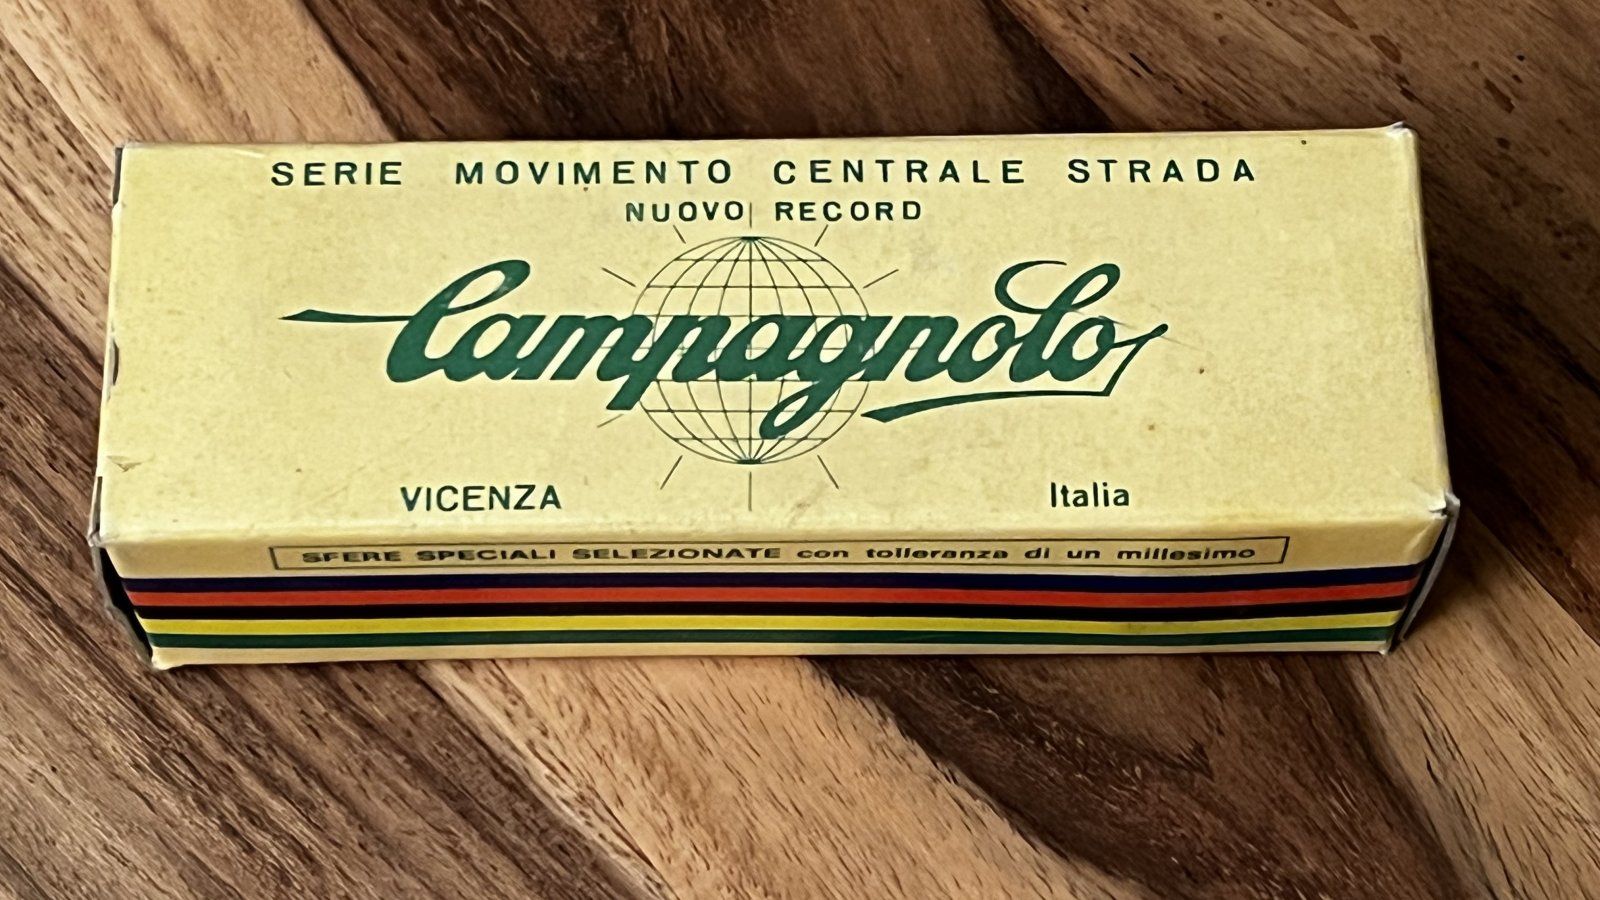 SERIE MOVIMENTO CENTRALE STRADA
NUOVO RECORD
Campagnolo
VICENZA Italia
SFERE SPECIALI SELEZIONATE con tolleranza di un millesimo